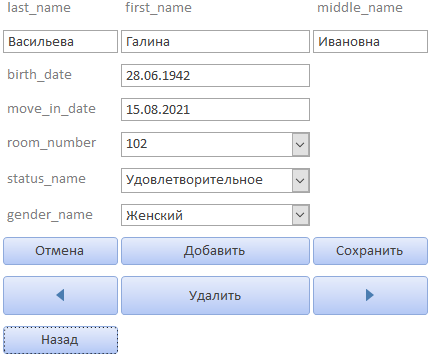 last_name first_name middle_name
Васильева Галина Ивановна
birth_date 28.06.1942
move_in_date 15.08.2021
room_number 102
status_name Удовлетворительное
gender_name Женский
Отмена Добавить Сохранить
Удалить
Назад